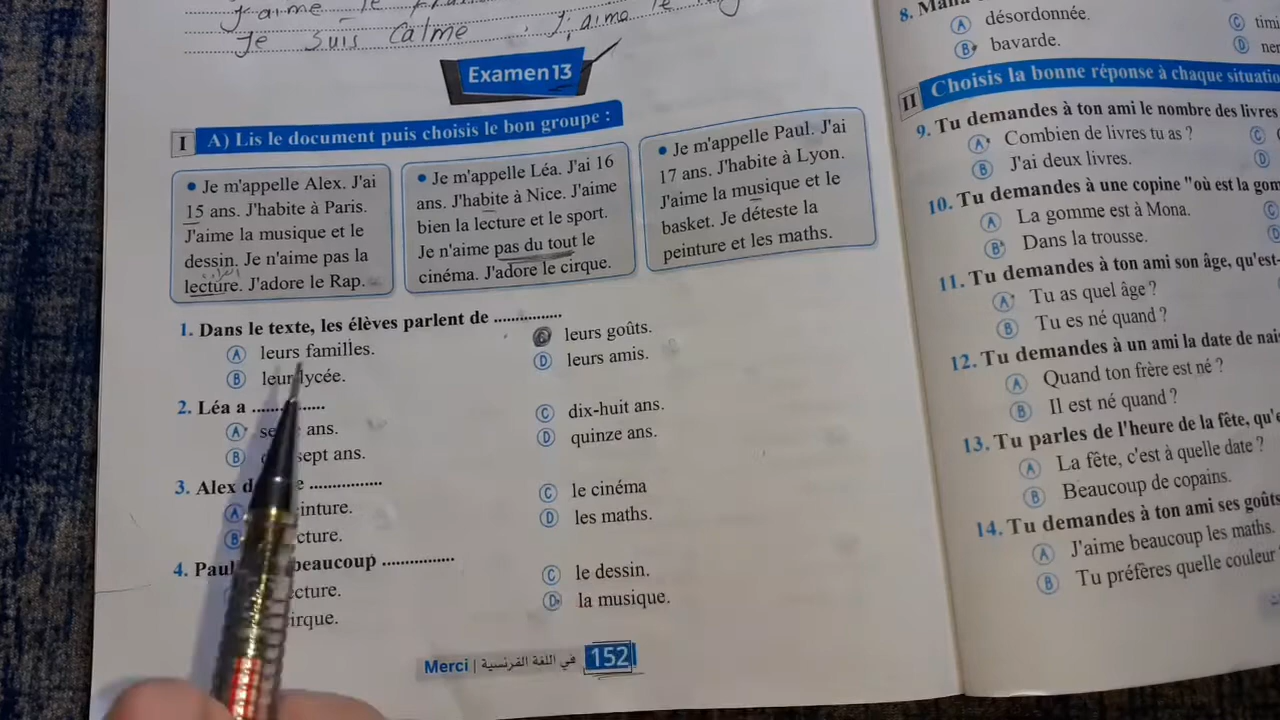 J'aime le
Je suis calme . J'aime le
Examen 13
I A) Lis le document puis choisis le bon groupe :
• Je m'appelle Alex. J'ai
15 ans. J'habite à Paris.
J'aime la musique et le
dessin. Je n'aime pas la
lecture. J'adore le Rap.
• Je m'appelle Léa. J'ai 16
ans. J'habite à Nice. J'aime
bien la lecture et le sport.
Je n'aime pas du tout le
cinéma. J'adore le cirque.
• Je m'appelle Paul. J'ai
17 ans. J'habite à Lyon.
J'aime la musique et le
basket. Je déteste la
peinture et les maths.
1. Dans le texte, les élèves parlent de ................
A leurs familles.
B leur lycée.
C leurs goûts.
D leurs amis.
2. Léa a
A ans.
B sept ans.
C dix-huit ans.
D quinze ans.
3. Alex
A inture.
B cture.
C le cinéma
D les maths.
4. Paul beaucoup ................
cture.
irque.
C le dessin.
D la musique.
Merci | في اللغة الفرنسية 152
8.
A désordonnée.
B bavarde.
C timi
D ner
II Choisis la bonne réponse à chaque situatio
9. Tu demandes à ton ami le nombre des livres
A Combien de livres tu as ?
B J'ai deux livres.
C
D
10. Tu demandes à une copine "où est la gom
A La gomme est à Mona.
B Dans la trousse.
11. Tu demandes à ton ami son âge, qu'est-
A Tu as quel âge ?
B Tu es né quand ?
12. Tu demandes à un ami la date de nai
A Quand ton frère est né ?
B Il est né quand ?
13. Tu parles de l'heure de la fête, qu'e
A La fête, c'est à quelle date ?
B Beaucoup de copains.
14. Tu demandes à ton ami ses goûts
A J'aime beaucoup les maths.
B Tu préfères quelle couleur